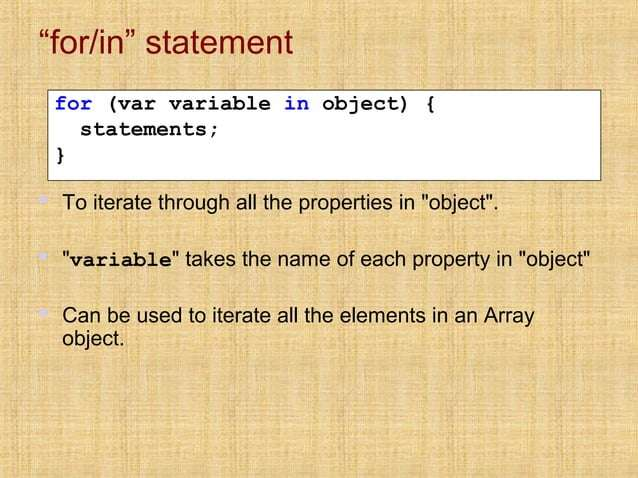 “for/in” statement
for (var variable in object) {
statements;
}
To iterate through all the properties in "object".
"variable" takes the name of each property in "object"
Can be used to iterate all the elements in an Array
object.